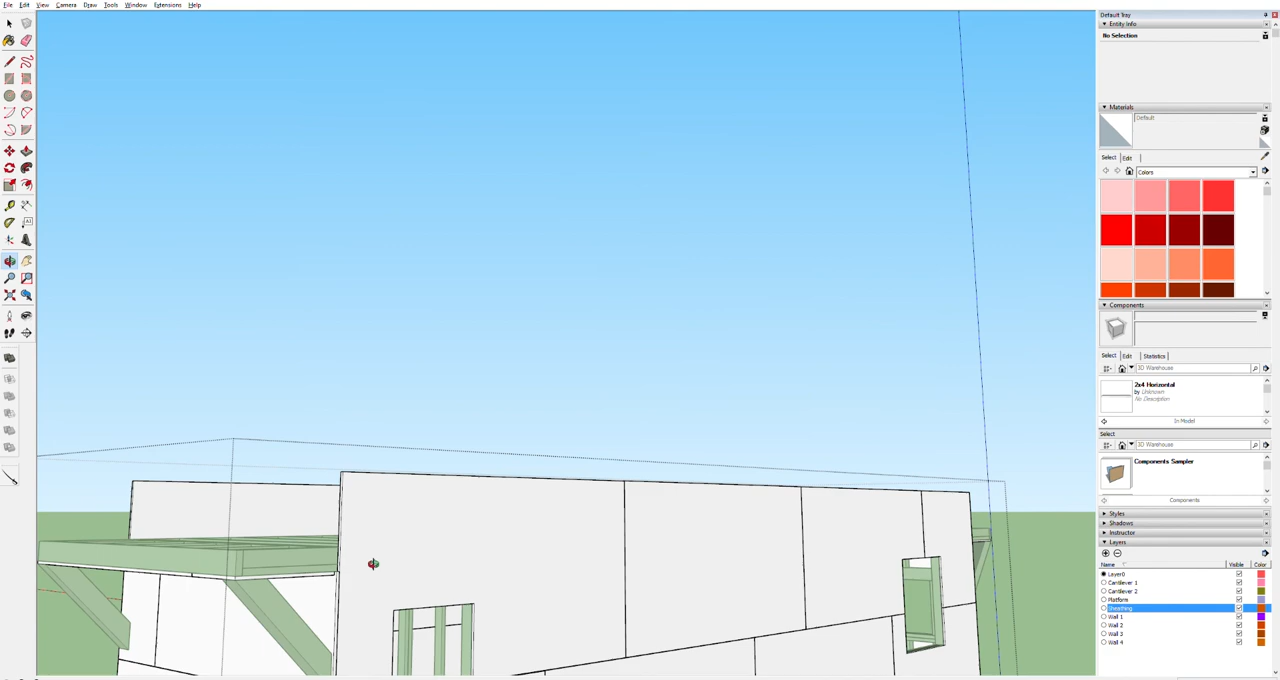 File Edit View Camera Draw Tools Window Extensions Help
Default Tray
Entity Info
No Selection
Materials
Default
Select Edit
Colors
Components
Select Edit Statistics
3D Warehouse
2x4 Horizontal
by Unknown
No Description
In Model
Select
3D Warehouse
Components Sampler
Components
Styles
Shadows
Instructor
Layers
Name Visible Color
Layer0
Cantilever 1
Cantilever 2
Platform
Sheathing
Wall 1
Wall 2
Wall 3
Wall 4